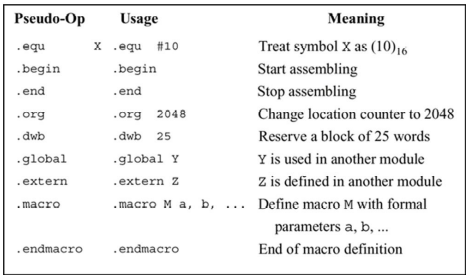 Pseudo-Op Usage Meaning
.equ X .equ #10 Treat symbol X as (10)16
.begin .begin Start assembling
.end .end Stop assembling
.org .org 2048 Change location counter to 2048
.dwb .dwb 25 Reserve a block of 25 words
.global .global Y Y is used in another module
.extern .extern Z Z is defined in another module
.macro .macro M a, b, ... Define macro M with formal
parameters a, b, ...
.endmacro .endmacro End of macro definition